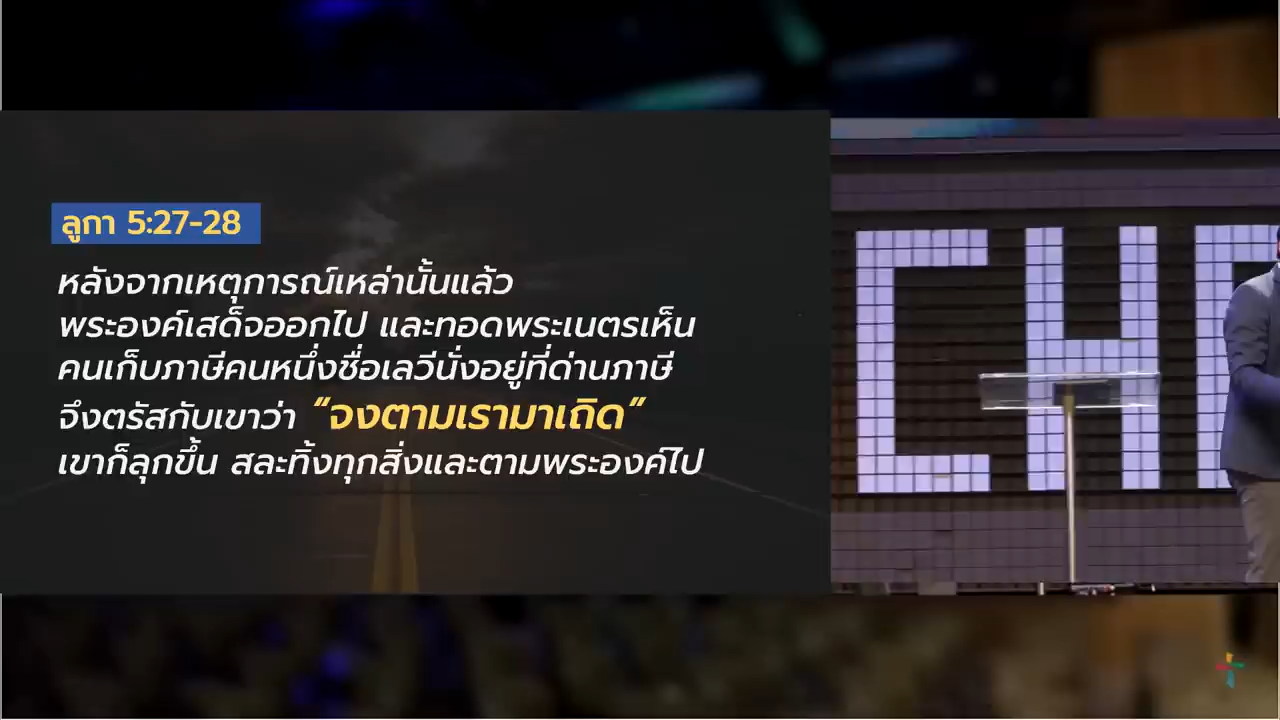 ลูกา 5:27-28
หลังจากเหตุการณ์เหล่านั้นแล้ว
พระองค์เสด็จออกไป และทอดพระเนตรเห็น
คนเก็บภาษีคนหนึ่งชื่อเลวีนั่งอยู่ที่ด่านภาษี
จึงตรัสกับเขาว่า “จงตามเรามาเถิด“
เขาก็ลุกขึ้น สละทิ้งทุกสิ่งและตามพระองค์ไป
CH